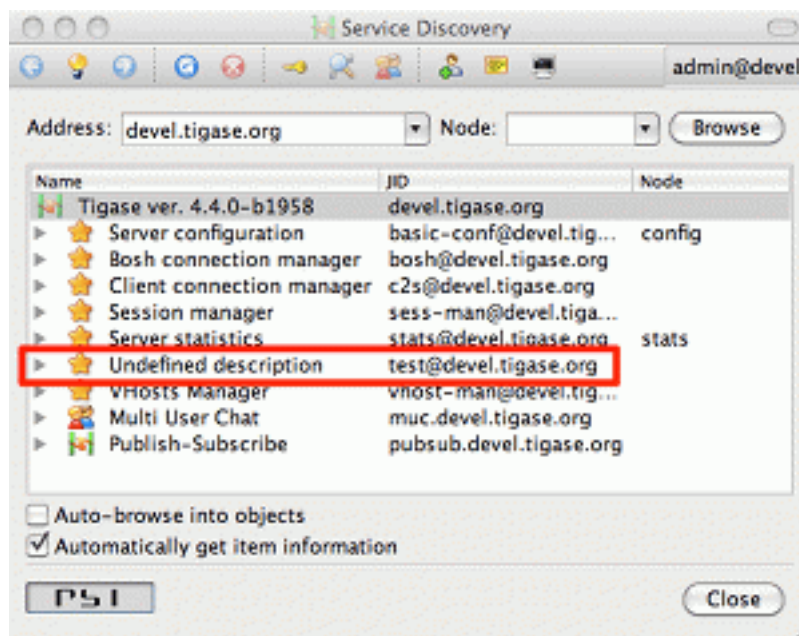 Service Discovery
admin@devel
Address: devel.tigase.org Node: Browse
Name JID Node
Tigase ver. 4.4.0-b1958 devel.tigase.org
Server configuration basic-conf@devel.tig... config
Bosh connection manager bosh@devel.tigase.org
Client connection manager c2s@devel.tigase.org
Session manager sess-man@devel.tiga...
Server statistics stats@devel.tigase.org stats
Undefined description test@devel.tigase.org
VHosts Manager vhost-man@devel.tig...
Multi User Chat muc.devel.tigase.org
Publish-Subscribe pubsub.devel.tigase.org
Auto-browse into objects
Automatically get item information
PSI Close